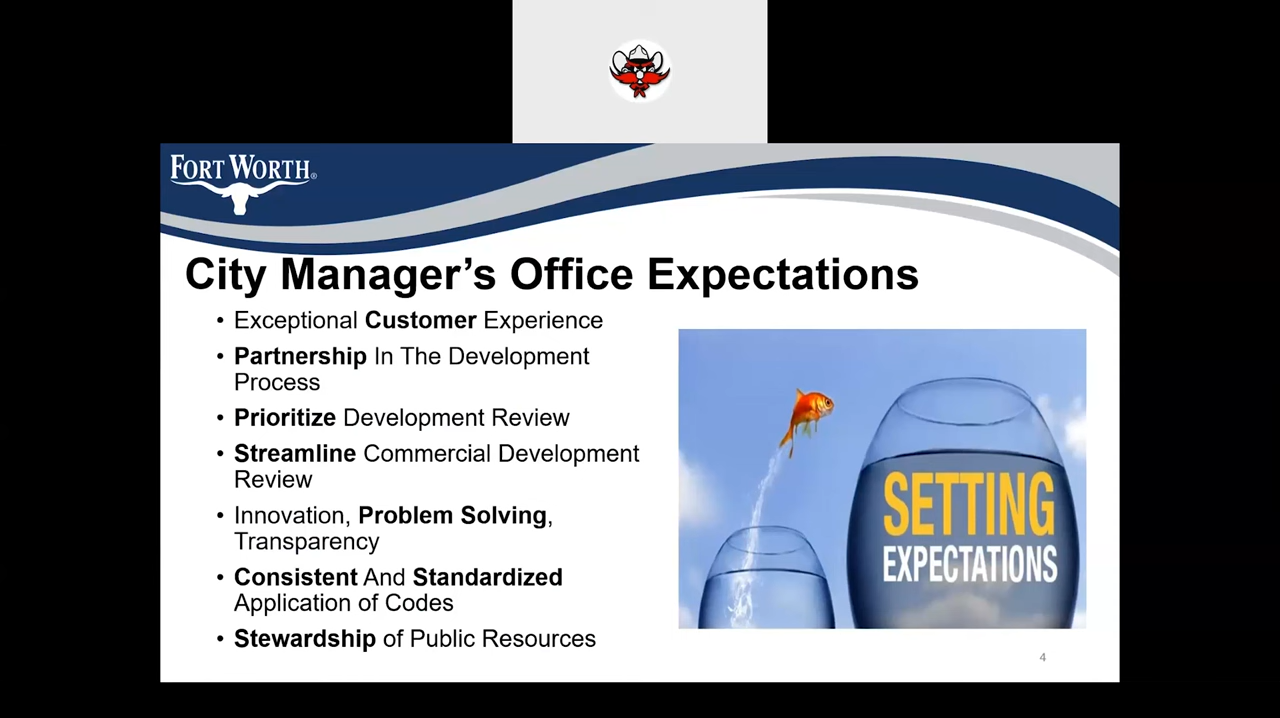 FORT WORTH®
City Manager’s Office Expectations
• Exceptional Customer Experience
• Partnership In The Development
Process
• Prioritize Development Review
• Streamline Commercial Development
Review
• Innovation, Problem Solving,
Transparency
• Consistent And Standardized
Application of Codes
• Stewardship of Public Resources
SETTING
EXPECTATIONS
4